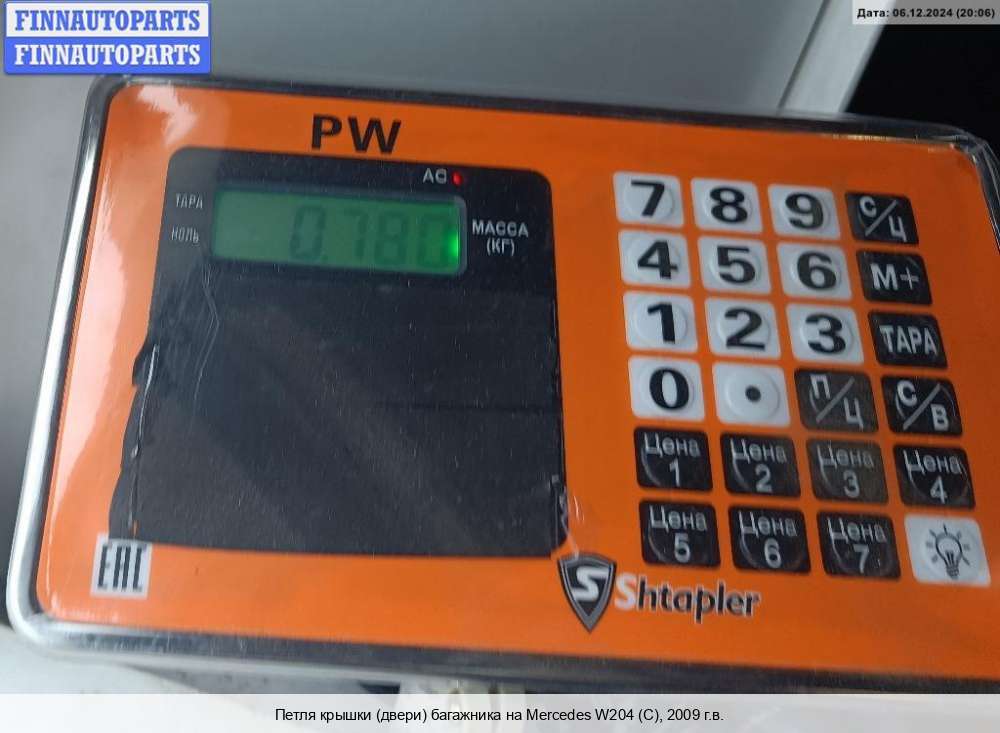 FINNAUTOPARTS
FINNAUTOPARTS
Дата: 06.12.2024 (20:06)
PW
AC
ТАРА
НОЛЬ
0.780
МАССА
(КГ)
7 8 9 С/Ц
4 5 6 М+
1 2 3 ТАРА
0 . П/Ц С/В
Цена 1 Цена 2 Цена 3 Цена 4
Цена 5 Цена 6 Цена 7
EAC
S Shtapler
Петля крышки (двери) багажника на Mercedes W204 (C), 2009 г.в.